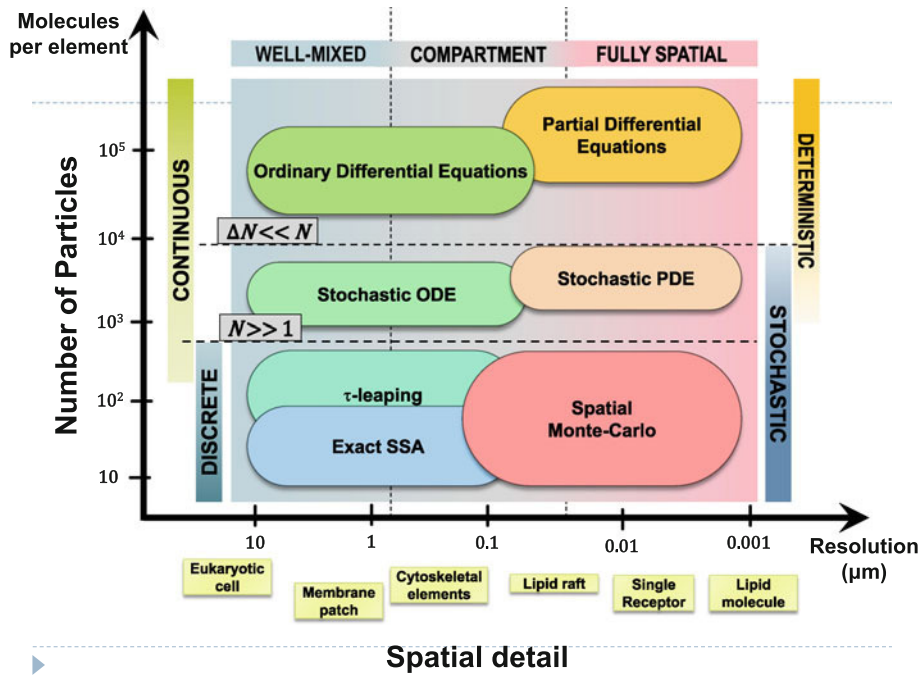 Molecules
per element
WELL-MIXED
COMPARTMENT
FULLY SPATIAL
Number of Particles
10⁵
10⁴
10³
10²
10
CONTINUOUS
DISCRETE
Partial Differential
Equations
Ordinary Differential Equations
ΔN<< N
Stochastic ODE
Stochastic PDE
N>> 1
τ-leaping
Exact SSA
Spatial
Monte-Carlo
DETERMINISTIC
STOCHASTIC
10
1
0.1
0.01
0.001
Resolution
(μm)
Eukaryotic
cell
Membrane
patch
Cytoskeletal
elements
Lipid raft
Single
Receptor
Lipid
molecule
Spatial detail